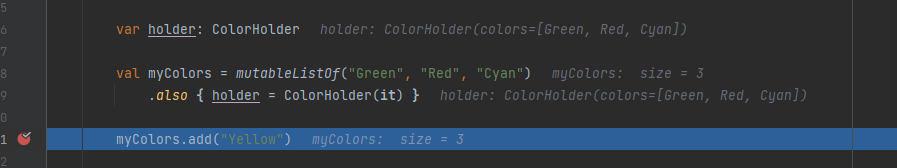 5
6 var holder: ColorHolder holder: ColorHolder(colors=[Green, Red, Cyan])
7
8 val myColors = mutableListOf("Green", "Red", "Cyan") myColors: size = 3
9 .also { holder = ColorHolder(it) } holder: ColorHolder(colors=[Green, Red, Cyan])
0
1 myColors.add("Yellow") myColors: size = 3
2